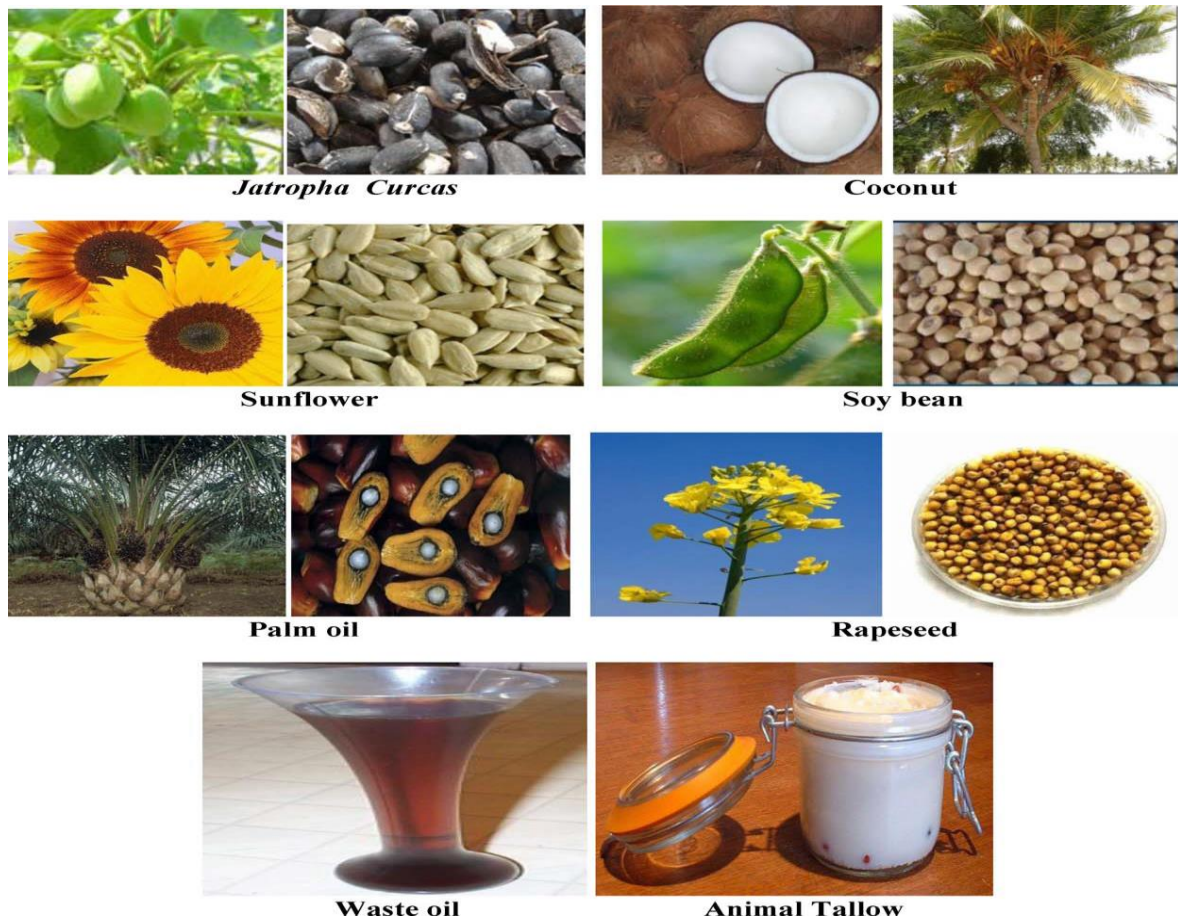 Jatropha Curcas
Coconut
Sunflower
Soy bean
Palm oil
Rapeseed
Waste oil
Animal Tallow